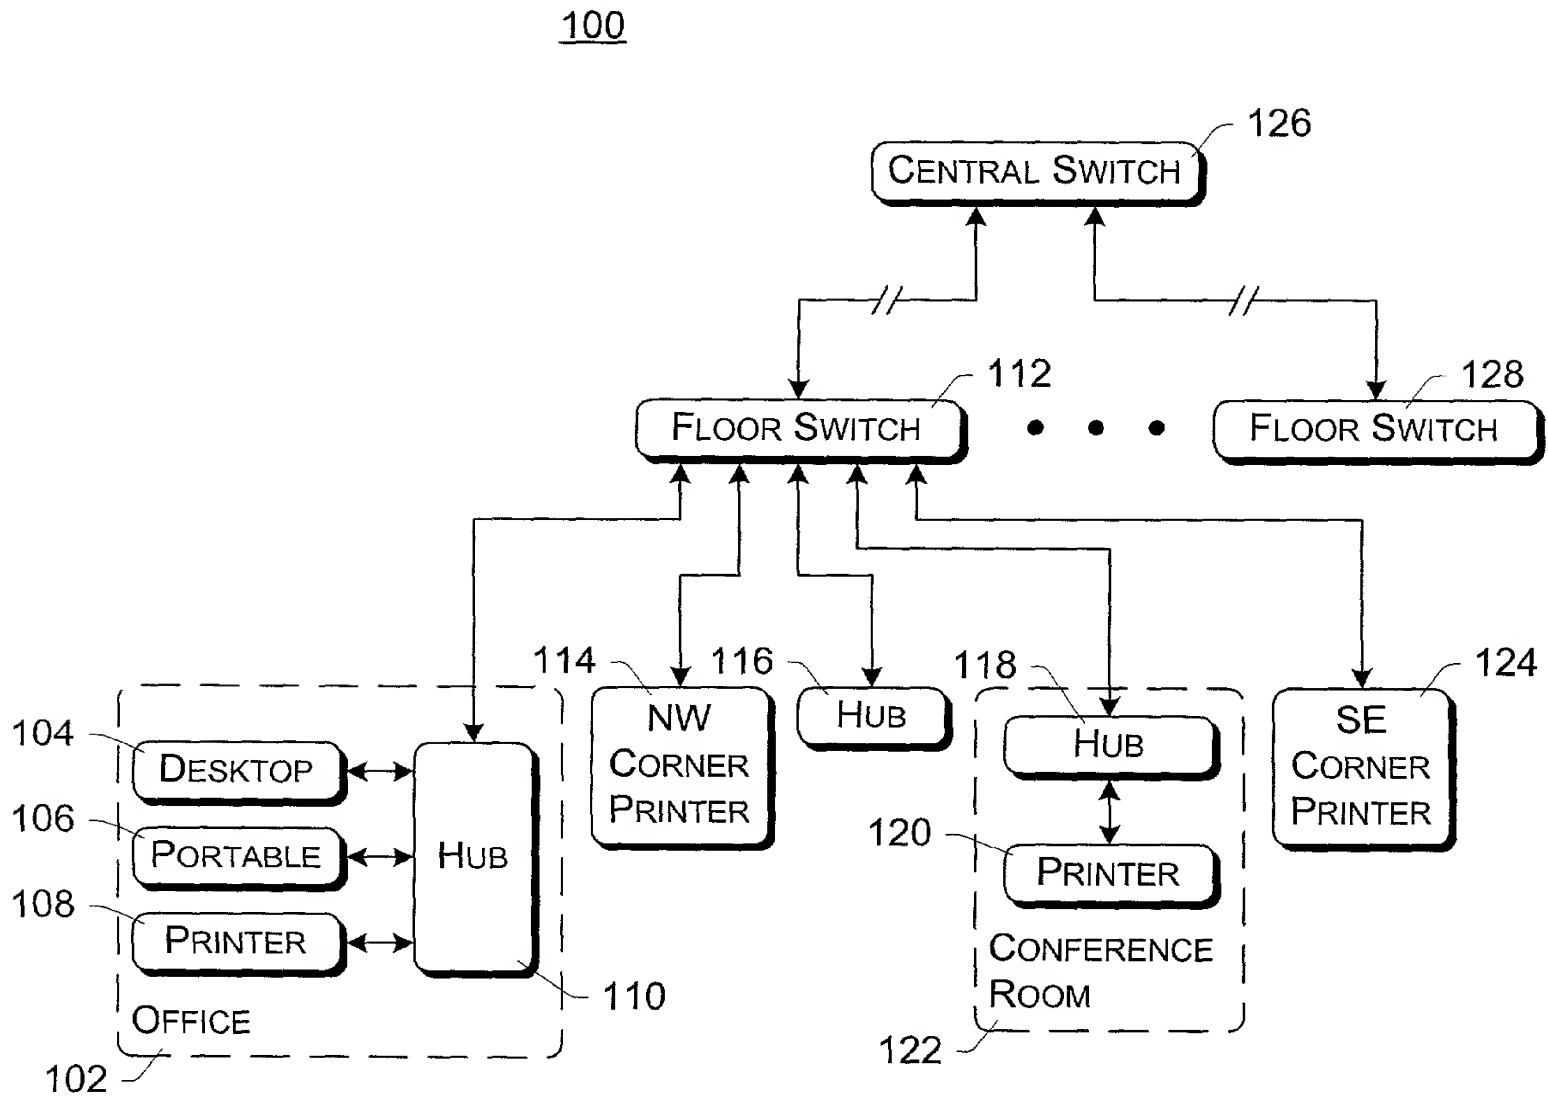 100
126
CENTRAL SWITCH
112
128
FLOOR SWITCH
FLOOR SWITCH
114
116
118
124
104
DESKTOP
106
PORTABLE
108
PRINTER
HUB
110
OFFICE
102
NW
CORNER
PRINTER
HUB
HUB
120
PRINTER
CONFERENCE
ROOM
122
SE
CORNER
PRINTER